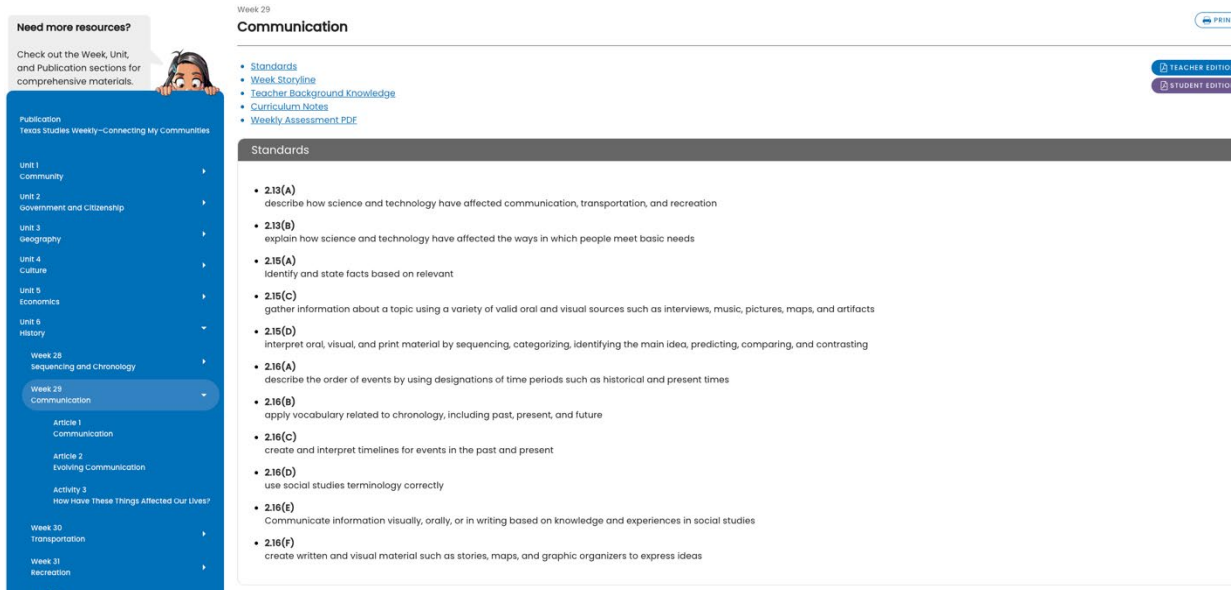 Need more resources?
Check out the Week, Unit,
and Publication sections for
comprehensive materials.
Publication
Texas Studies Weekly–Connecting My Communities
Unit 1
Community
Unit 2
Government and Citizenship
Unit 3
Geography
Unit 4
Culture
Unit 5
Economics
Unit 6
History
Week 28
Sequencing and Chronology
Week 29
Communication
Article 1
Communication
Article 2
Evolving Communication
Activity 3
How Have These Things Affected Our Lives?
Week 30
Transportation
Week 31
Recreation
Week 29
Communication
PRIN
Standards
Week Storyline
Teacher Background Knowledge
Curriculum Notes
Weekly Assessment PDF
TEACHER EDITIO
STUDENT EDITIO
Standards
2.13(A)
describe how science and technology have affected communication, transportation, and recreation
2.13(B)
explain how science and technology have affected the ways in which people meet basic needs
2.15(A)
Identify and state facts based on relevant
2.15(C)
gather information about a topic using a variety of valid oral and visual sources such as interviews, music, pictures, maps, and artifacts
2.15(D)
interpret oral, visual, and print material by sequencing, categorizing, identifying the main idea, predicting, comparing, and contrasting
2.16(A)
describe the order of events by using designations of time periods such as historical and present times
2.16(B)
apply vocabulary related to chronology, including past, present, and future
2.16(C)
create and interpret timelines for events in the past and present
2.16(D)
use social studies terminology correctly
2.16(E)
Communicate information visually, orally, or in writing based on knowledge and experiences in social studies
2.16(F)
create written and visual material such as stories, maps, and graphic organizers to express ideas